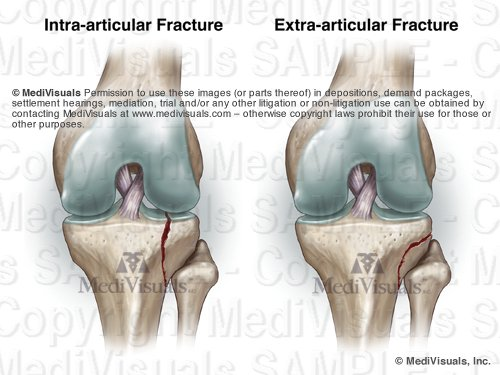 Intra-articular Fracture
Extra-articular Fracture
© MediVisuals Permission to use these images (or parts thereof) in depositions, demand packages,
settlement hearings, mediation, trial and/or any other litigation or non-litigation use can be obtained by
contacting MediVisuals at www.medivisuals.com – otherwise copyright laws prohibit their use for those or
other purposes.
MediVisuals
MediVisuals
© MediVisuals, Inc.